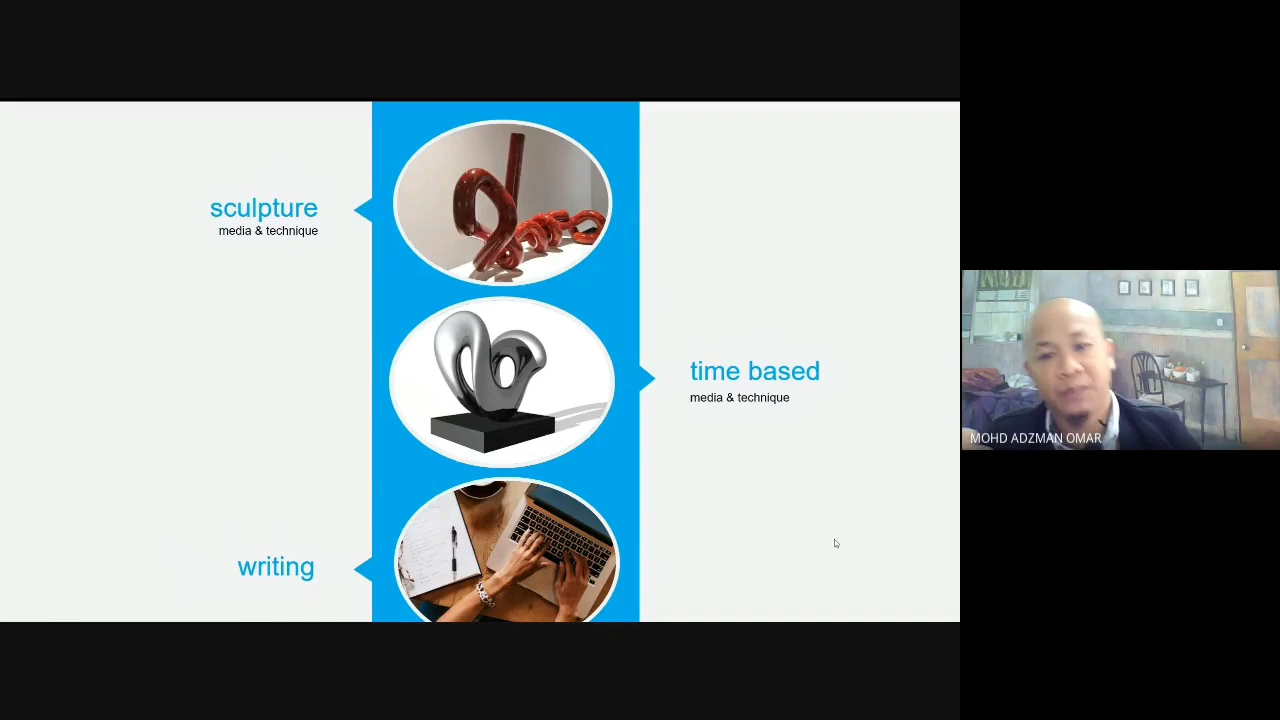 sculpture
media & technique
time based
media & technique
writing
MOHD ADZMAN OMAR